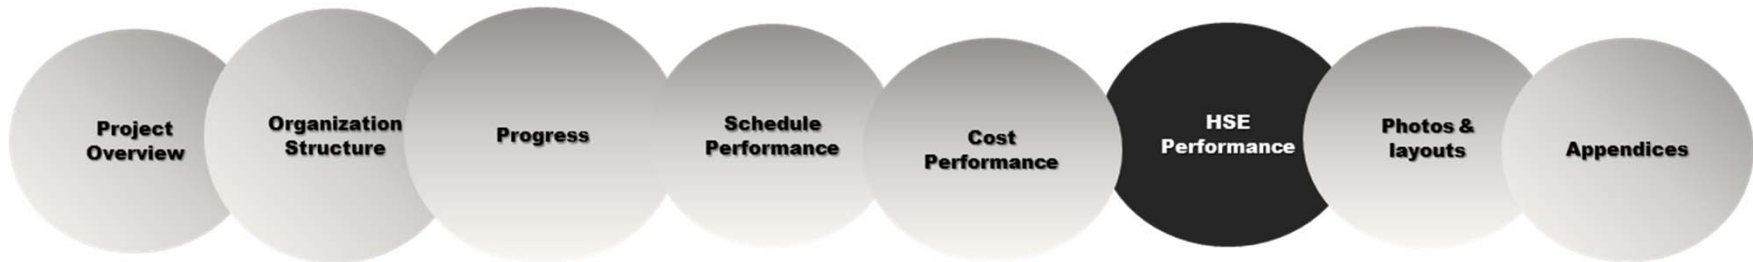 Project
Overview
Organization
Structure
Progress
Schedule
Performance
Cost
Performance
HSE
Performance
Photos &
layouts
Appendices